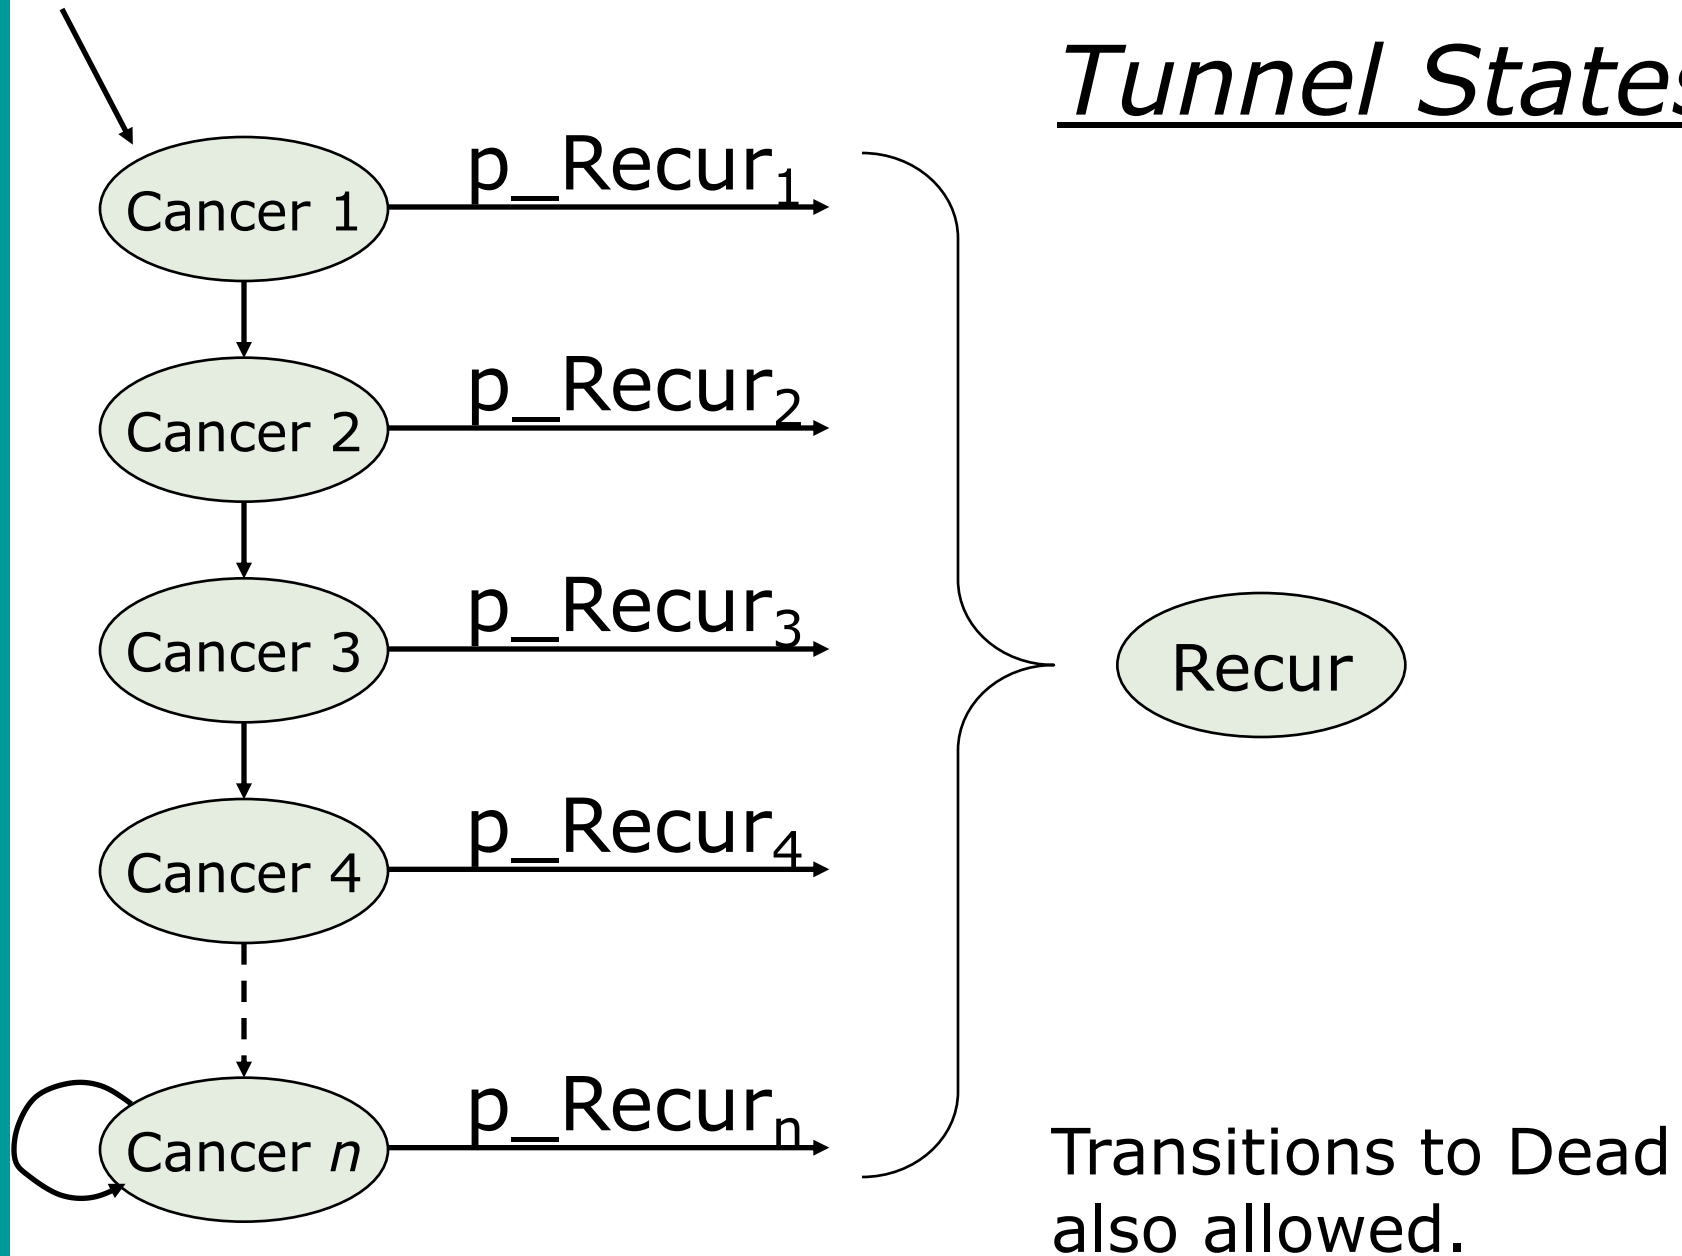 Tunnel States
Cancer 1
p_Recur₁
Cancer 2
p_Recur₂
Cancer 3
p_Recur₃
Recur
Cancer 4
p_Recur₄
Cancer n
p_Recurₙ
Transitions to Dead
also allowed.